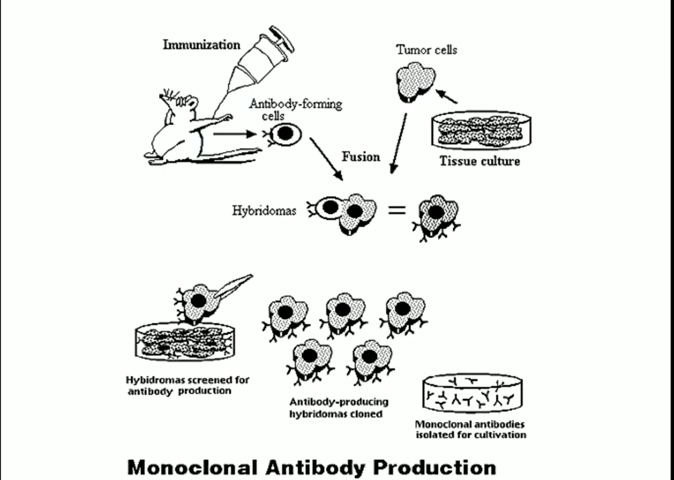 Immunization
Tumor cells
Antibody-forming
cells
Fusion
Tissue culture
Hybridomas
=
Hybidromas screened for
antibody production
Antibody-producing
hybridomas cloned
Monoclonal antibodies
isolated for cultivation
Monoclonal Antibody Production